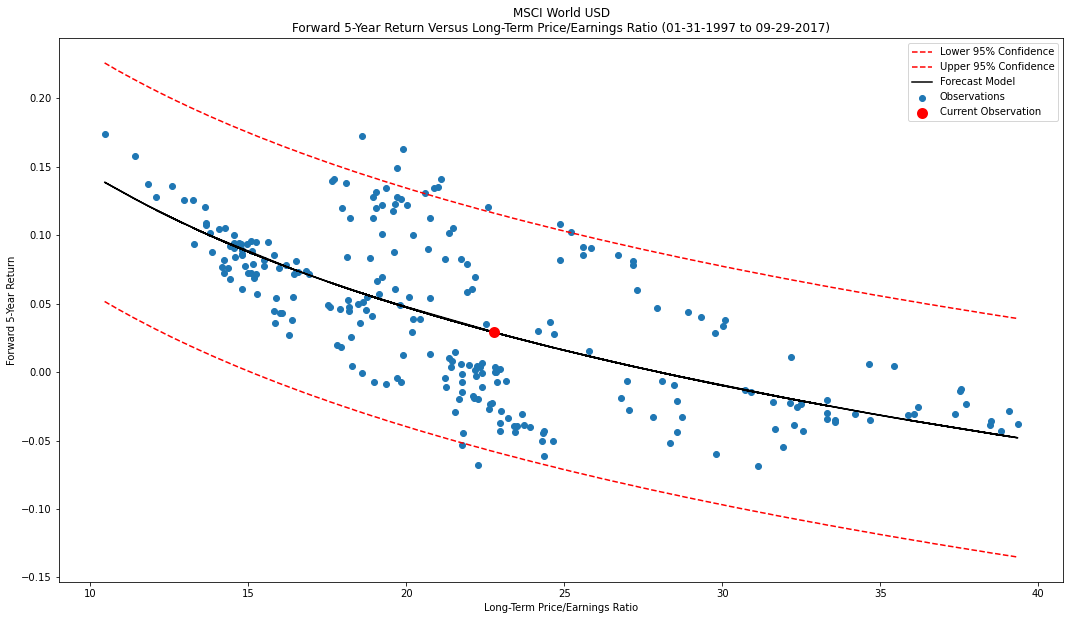 MSCI World USD
Forward 5-Year Return Versus Long-Term Price/Earnings Ratio (01-31-1997 to 09-29-2017)
Lower 95% Confidence
Upper 95% Confidence
Forecast Model
Observations
Current Observation
Forward 5-Year Return
0.20
0.15
0.10
0.05
0.00
−0.05
−0.10
−0.15
10
15
20
25
30
35
40
Long-Term Price/Earnings Ratio